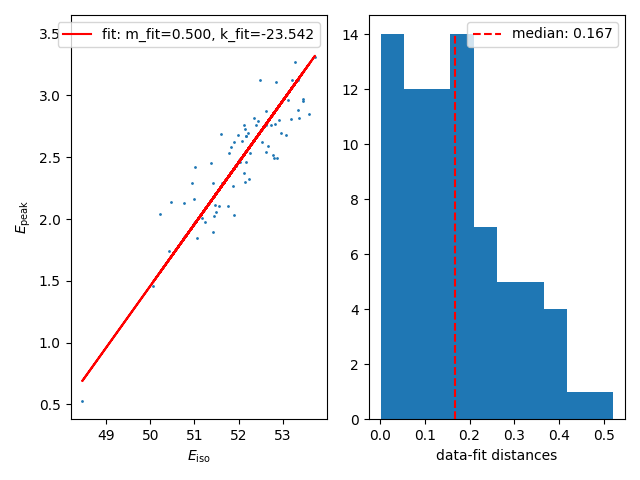 fit: m_fit=0.500, k_fit=-23.542
3.5
3.0
2.5
2.0
1.5
1.0
0.5
E_peak
49 50 51 52 53
E_iso
median: 0.167
14
12
10
8
6
4
2
0
0.0 0.1 0.2 0.3 0.4 0.5
data-fit distances